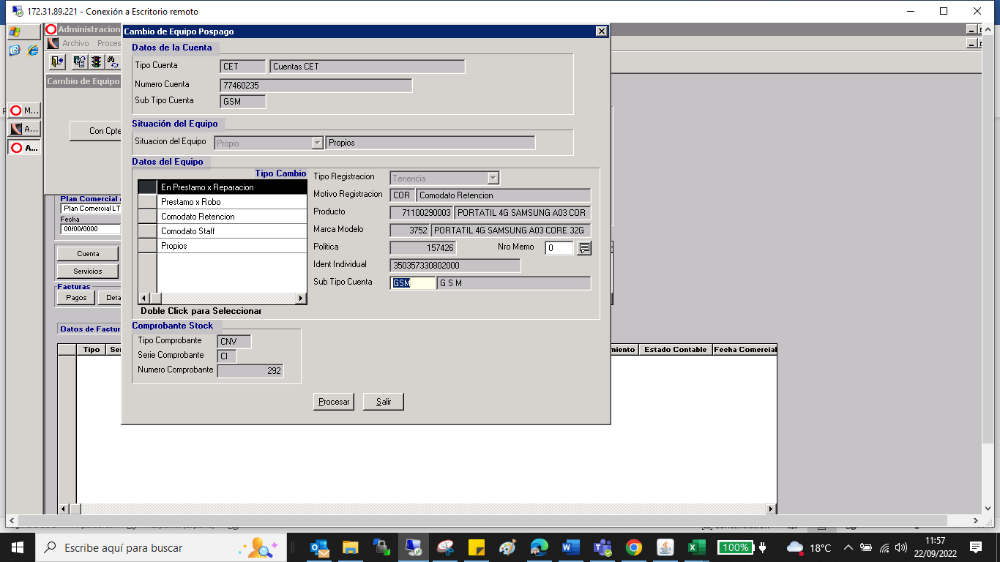 172.31.89.221 - Conexión a Escritorio remoto
Administracion
Cambio de Equipo Pospago
Archivo
Cambio de Equipo
Con Cpte
M...
A...
A...
Datos de la Cuenta
Tipo Cuenta CET Cuentas CET
Numero Cuenta 77460235
Sub Tipo Cuenta GSM
Situación del Equipo
Situacion del Equipo Propio Propios
Datos del Equipo
Tipo Cambio
En Prestamo x Reparacion
Prestamo x Robo
Comodato Retencion
Comodato Staff
Propios
Doble Click para Seleccionar
Tipo Registracion Tenencia
Motivo Registracion COR Comodato Retencion
Producto 71100290003 PORTATIL 4G SAMSUNG A03 COR
Marca Modelo 3752 PORTATIL 4G SAMSUNG A03 CORE 32G
Politica 157426 Nro Memo 0
Ident Individual 350357330802000
Sub Tipo Cuenta GSM G S M
Comprobante Stock
Tipo Comprobante CNV
Serie Comprobante CI
Numero Comprobante 292
Procesar Salir
Plan Comercial
Plan Comercial LT
Fecha
00/00/0000
Cuenta
Servicios
Facturas
Pagos Deta
Datos de Factur
Tipo Se miento Estado Contable Fecha Comercial
Escribe aquí para buscar
100%
18°C
11:57
22/09/2022